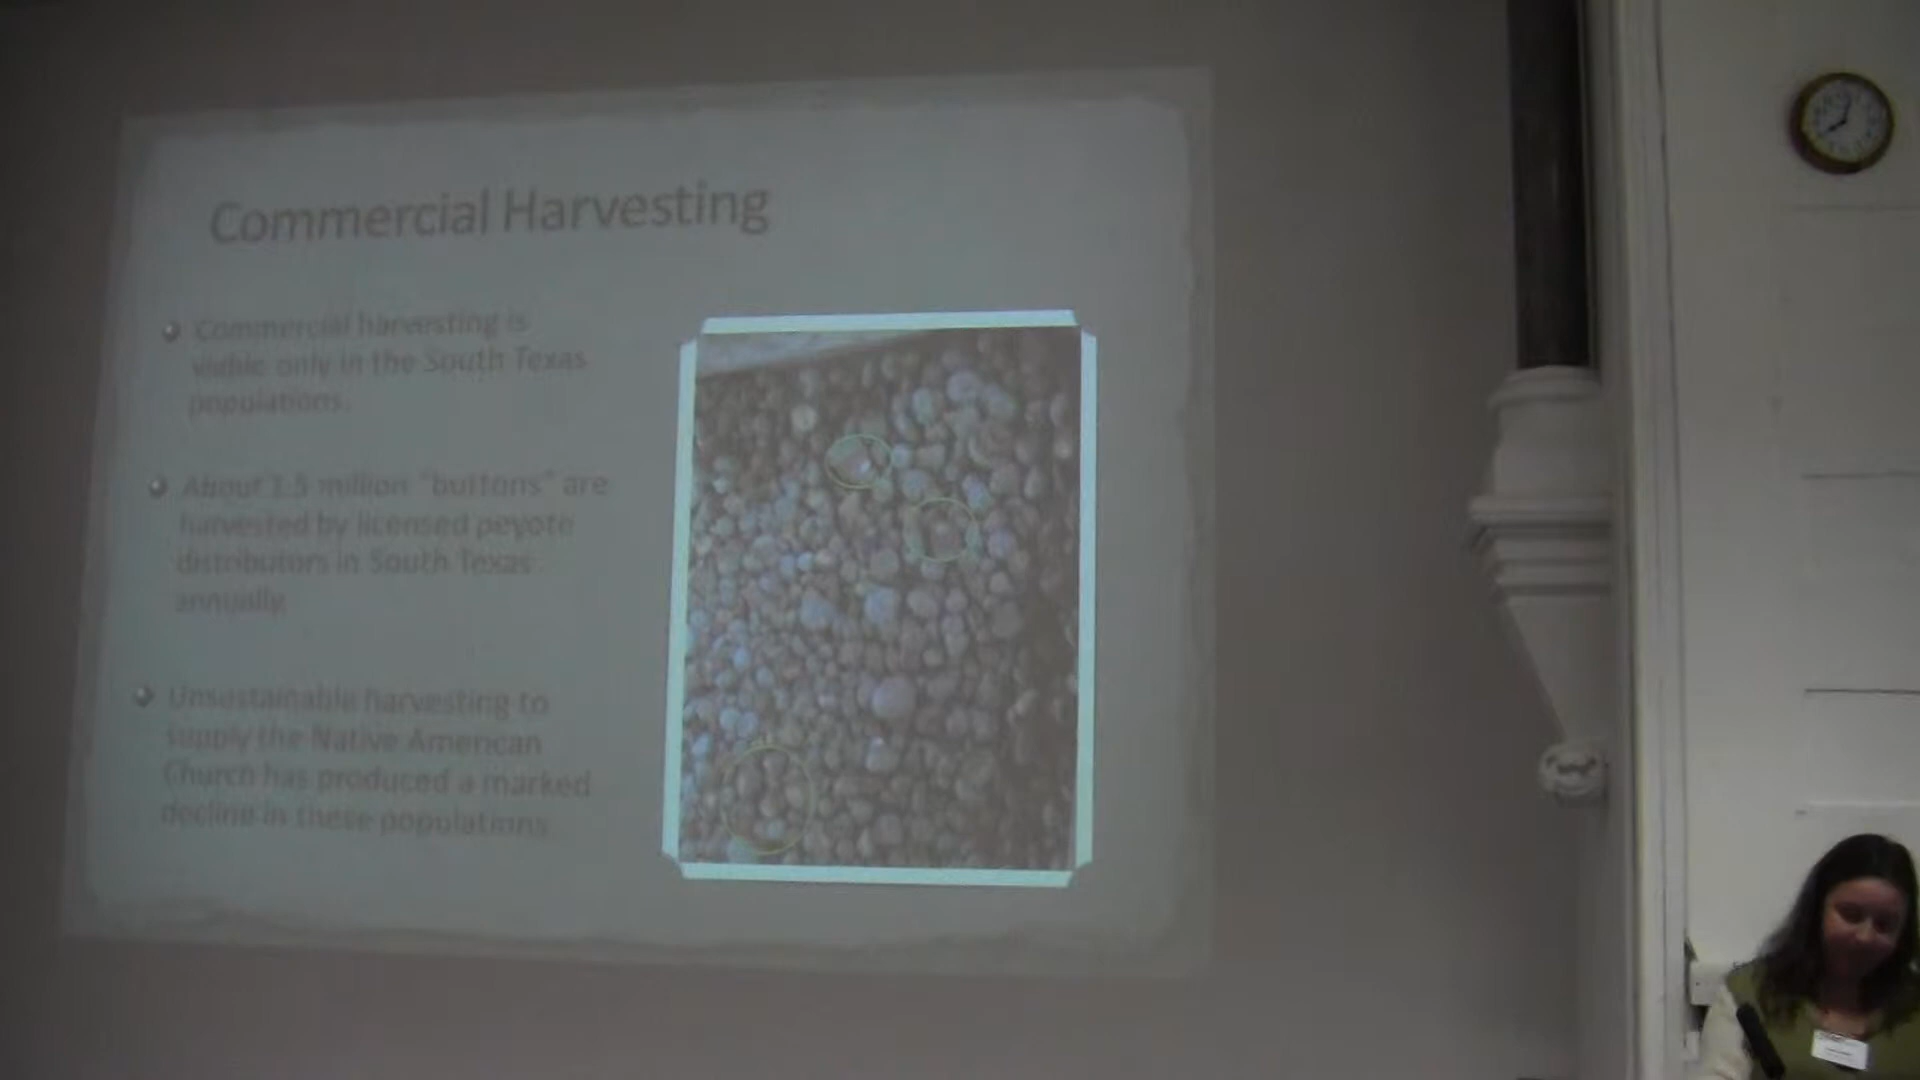 Commercial Harvesting
Commercial harvesting is
viable only in the South Texas
populations.
About 1.5 million "buttons" are
harvested by licensed peyote
distributors in South Texas
annually
Unsustainable harvesting to
supply the Native American
Church has produced a marked
decline in these populations